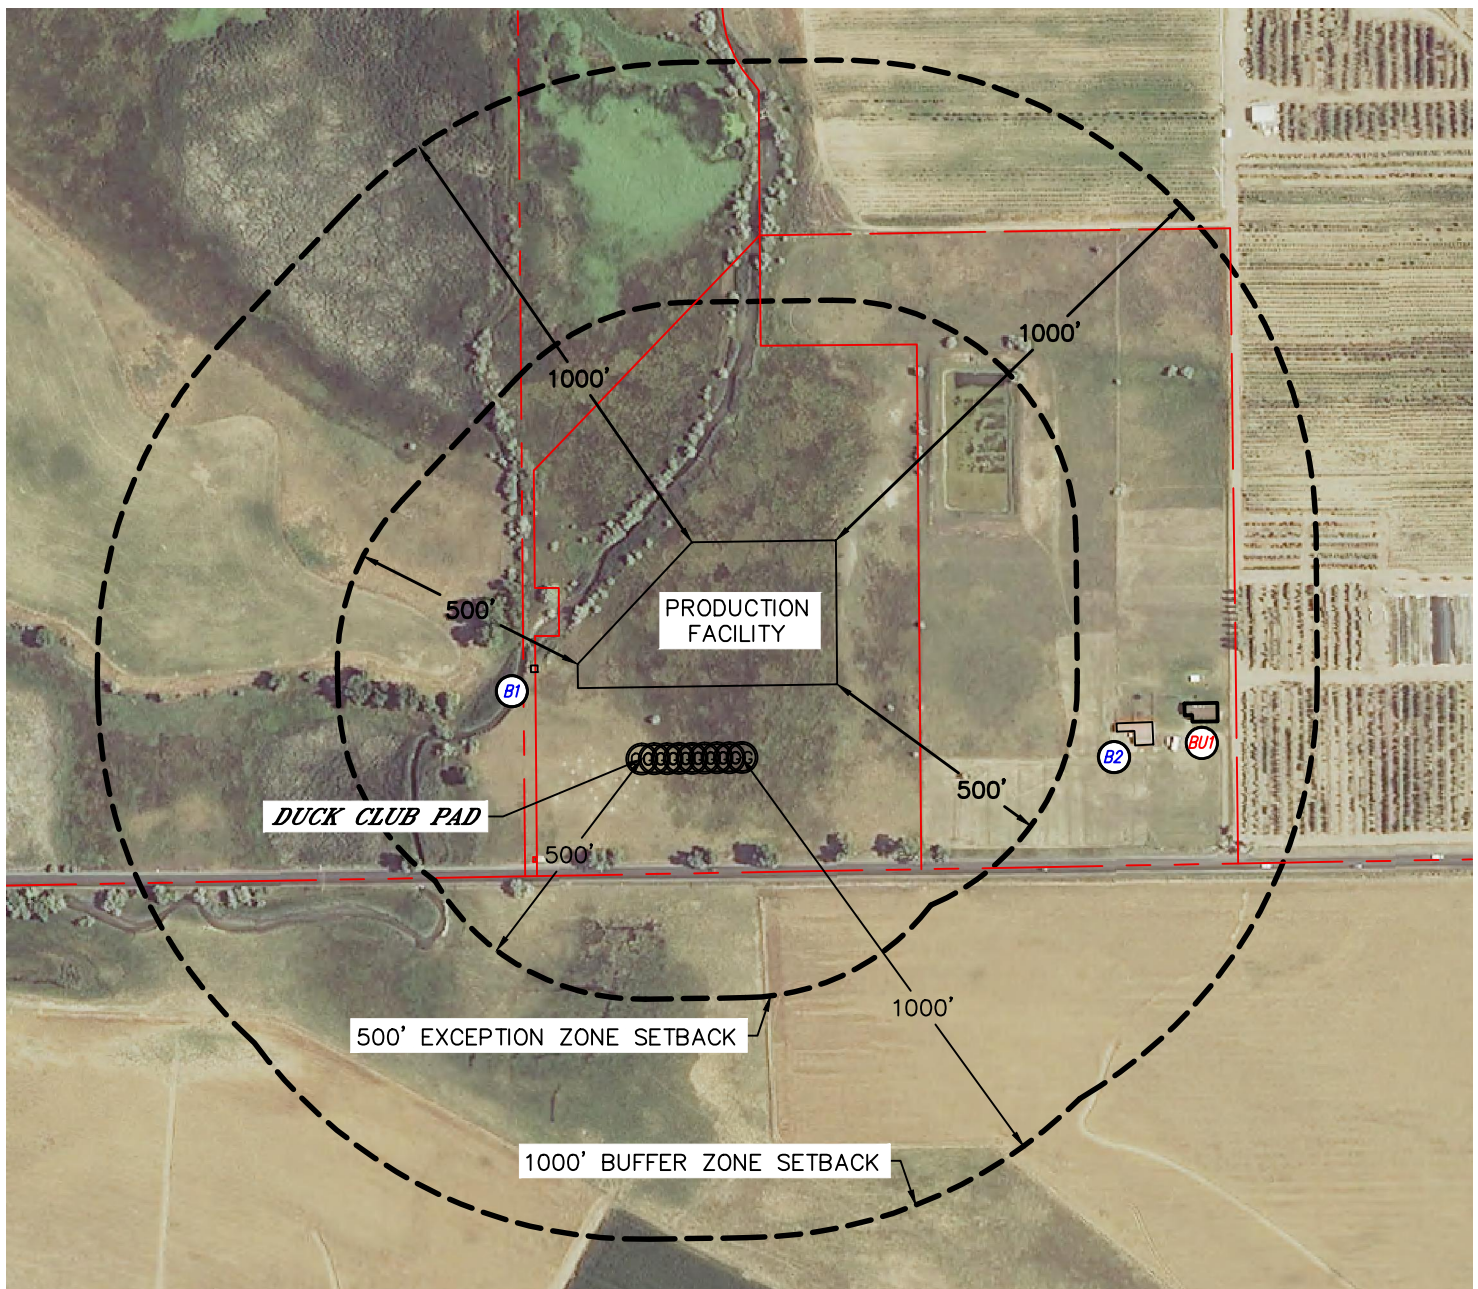 1000'
1000'
500'
PRODUCTION
FACILITY
B1
BU1
B2
500'
DUCK CLUB PAD
500'
1000'
500' EXCEPTION ZONE SETBACK
1000' BUFFER ZONE SETBACK